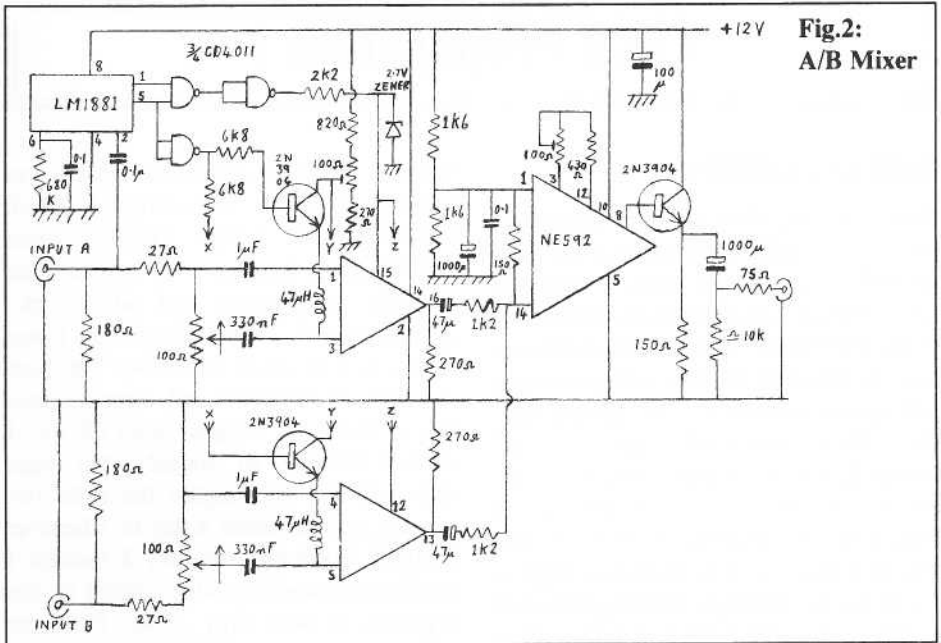 Fig.2:
A/B Mixer
+12V
3/4 CD4011
8
LM1881
1
5
6
4
2
680
K
0.1
0.1μ
2K2
2.7V
ZENER
6K8
6K8
2N
39
04
820Ω
100Ω
270
Ω
X
Y
Z
1k6
1k6
1000μ
0.1
150
Ω
100Ω
430
Ω
1
3
12
10
8
14
5
NE592
2N3904
100
μ
1000μ
75Ω
150Ω
≏10k
INPUT A
27Ω
1μF
180Ω
100Ω
330nF
47μH
1
3
15
14
2
16
47μ
1k2
270Ω
X
2N3904
Y
Z
270Ω
180Ω
1μF
4
12
47μH
100Ω
330nF
5
13
47μ
1k2
INPUT B
27Ω